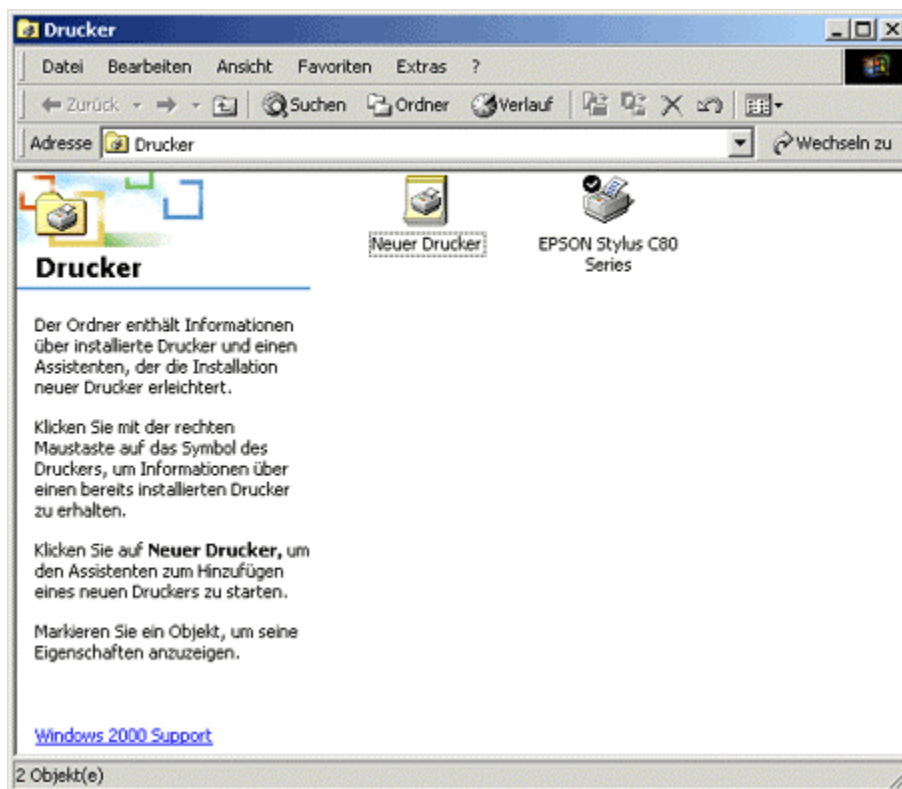 Drucker
Datei Bearbeiten Ansicht Favoriten Extras ?
Zurück Suchen Ordner Verlauf
Adresse Drucker Wechseln zu
Drucker
Der Ordner enthält Informationen
über installierte Drucker und einen
Assistenten, der die Installation
neuer Drucker erleichtert.
Klicken Sie mit der rechten
Maustaste auf das Symbol des
Druckers, um Informationen über
einen bereits installierten Drucker
zu erhalten.
Klicken Sie auf Neuer Drucker, um
den Assistenten zum Hinzufügen
eines neuen Druckers zu starten.
Markieren Sie ein Objekt, um seine
Eigenschaften anzuzeigen.
Windows 2000 Support
Neuer Drucker
EPSON Stylus C80
Series
2 Objekt(e)